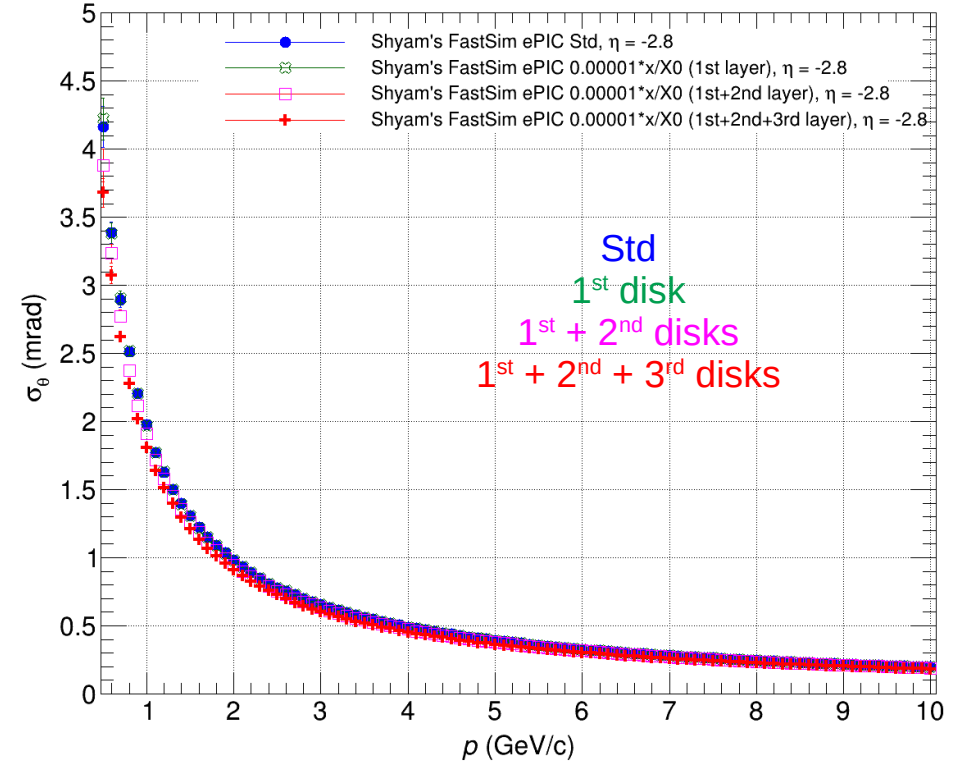 Shyam's FastSim ePIC Std, η = -2.8
Shyam's FastSim ePIC 0.00001*x/X0 (1st layer), η = -2.8
Shyam's FastSim ePIC 0.00001*x/X0 (1st+2nd layer), η = -2.8
Shyam's FastSim ePIC 0.00001*x/X0 (1st+2nd+3rd layer), η = -2.8
Std
1st disk
1st + 2nd disks
1st + 2nd + 3rd disks
σθ (mrad)
5
4.5
4
3.5
3
2.5
2
1.5
1
0.5
0
1 2 3 4 5 6 7 8 9 10
p (GeV/c)